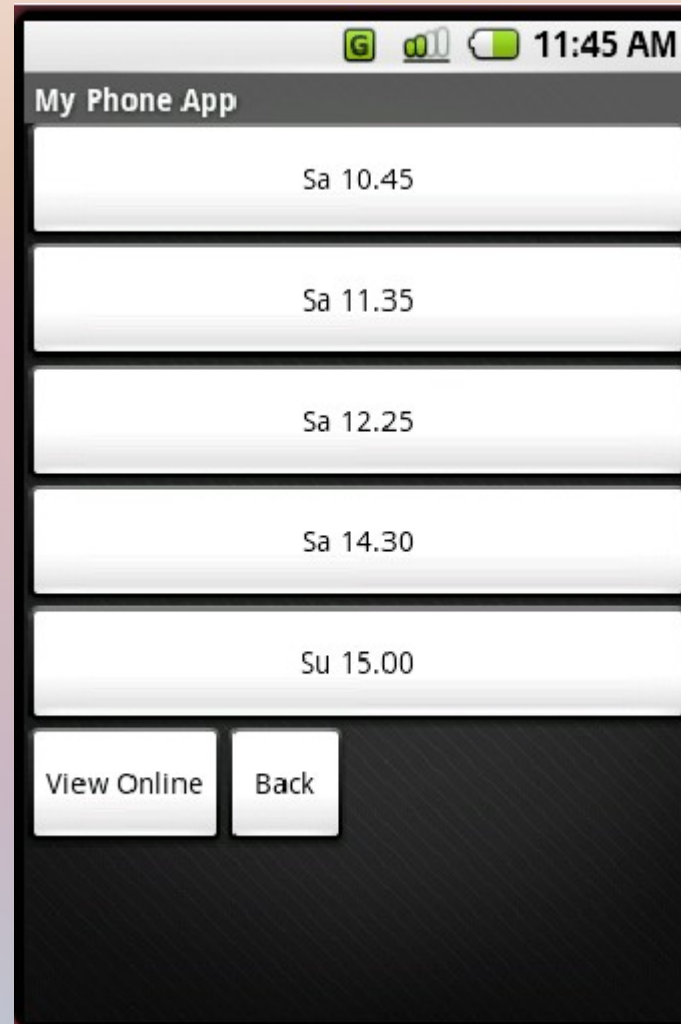 G 11:45 AM
My Phone App
Sa 10.45
Sa 11.35
Sa 12.25
Sa 14.30
Su 15.00
View Online Back